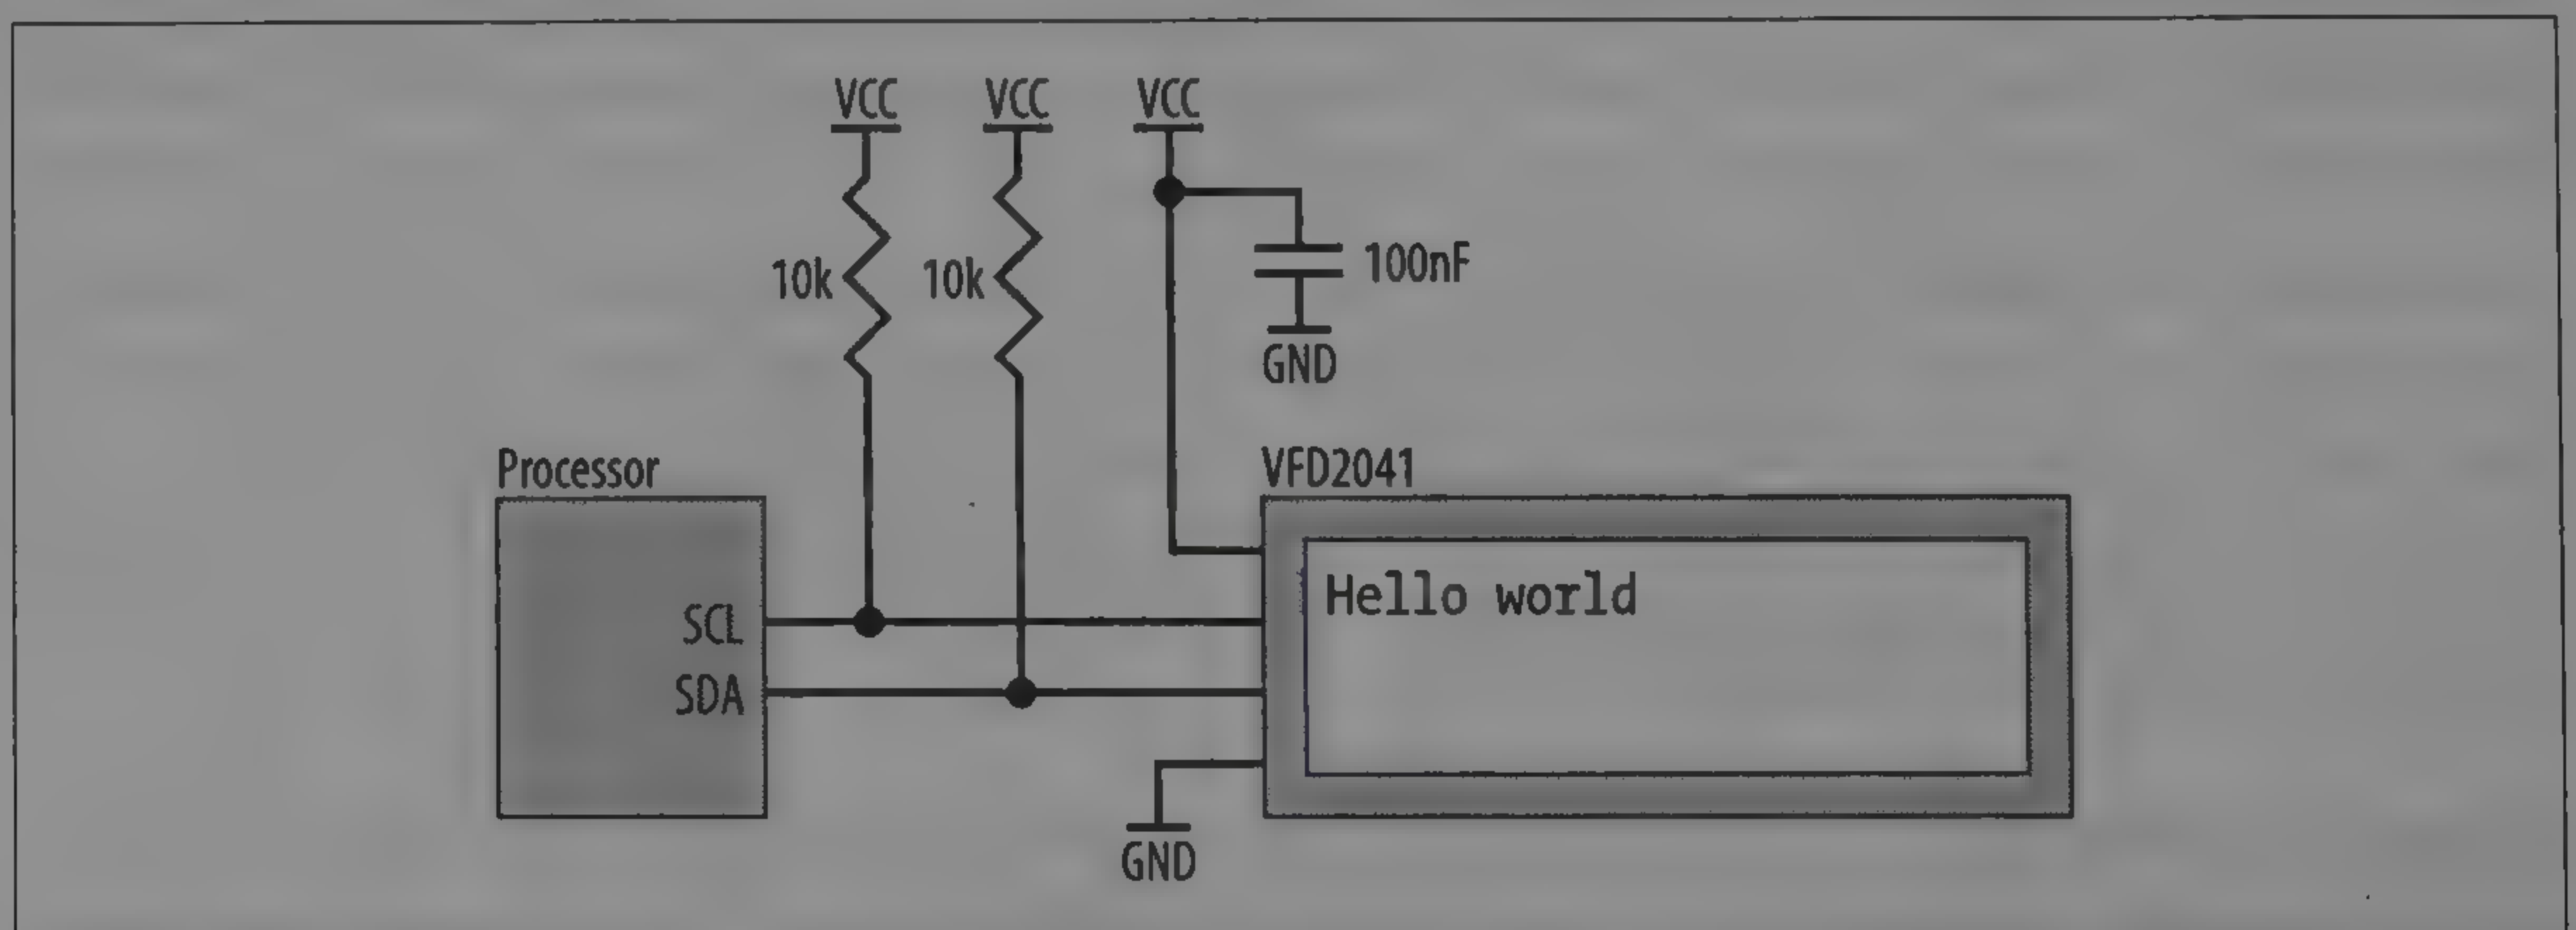 VCC VCC VCC
10k 10k 100nF
GND
Processor VFD2041
Hello world
SCL
SDA
GND